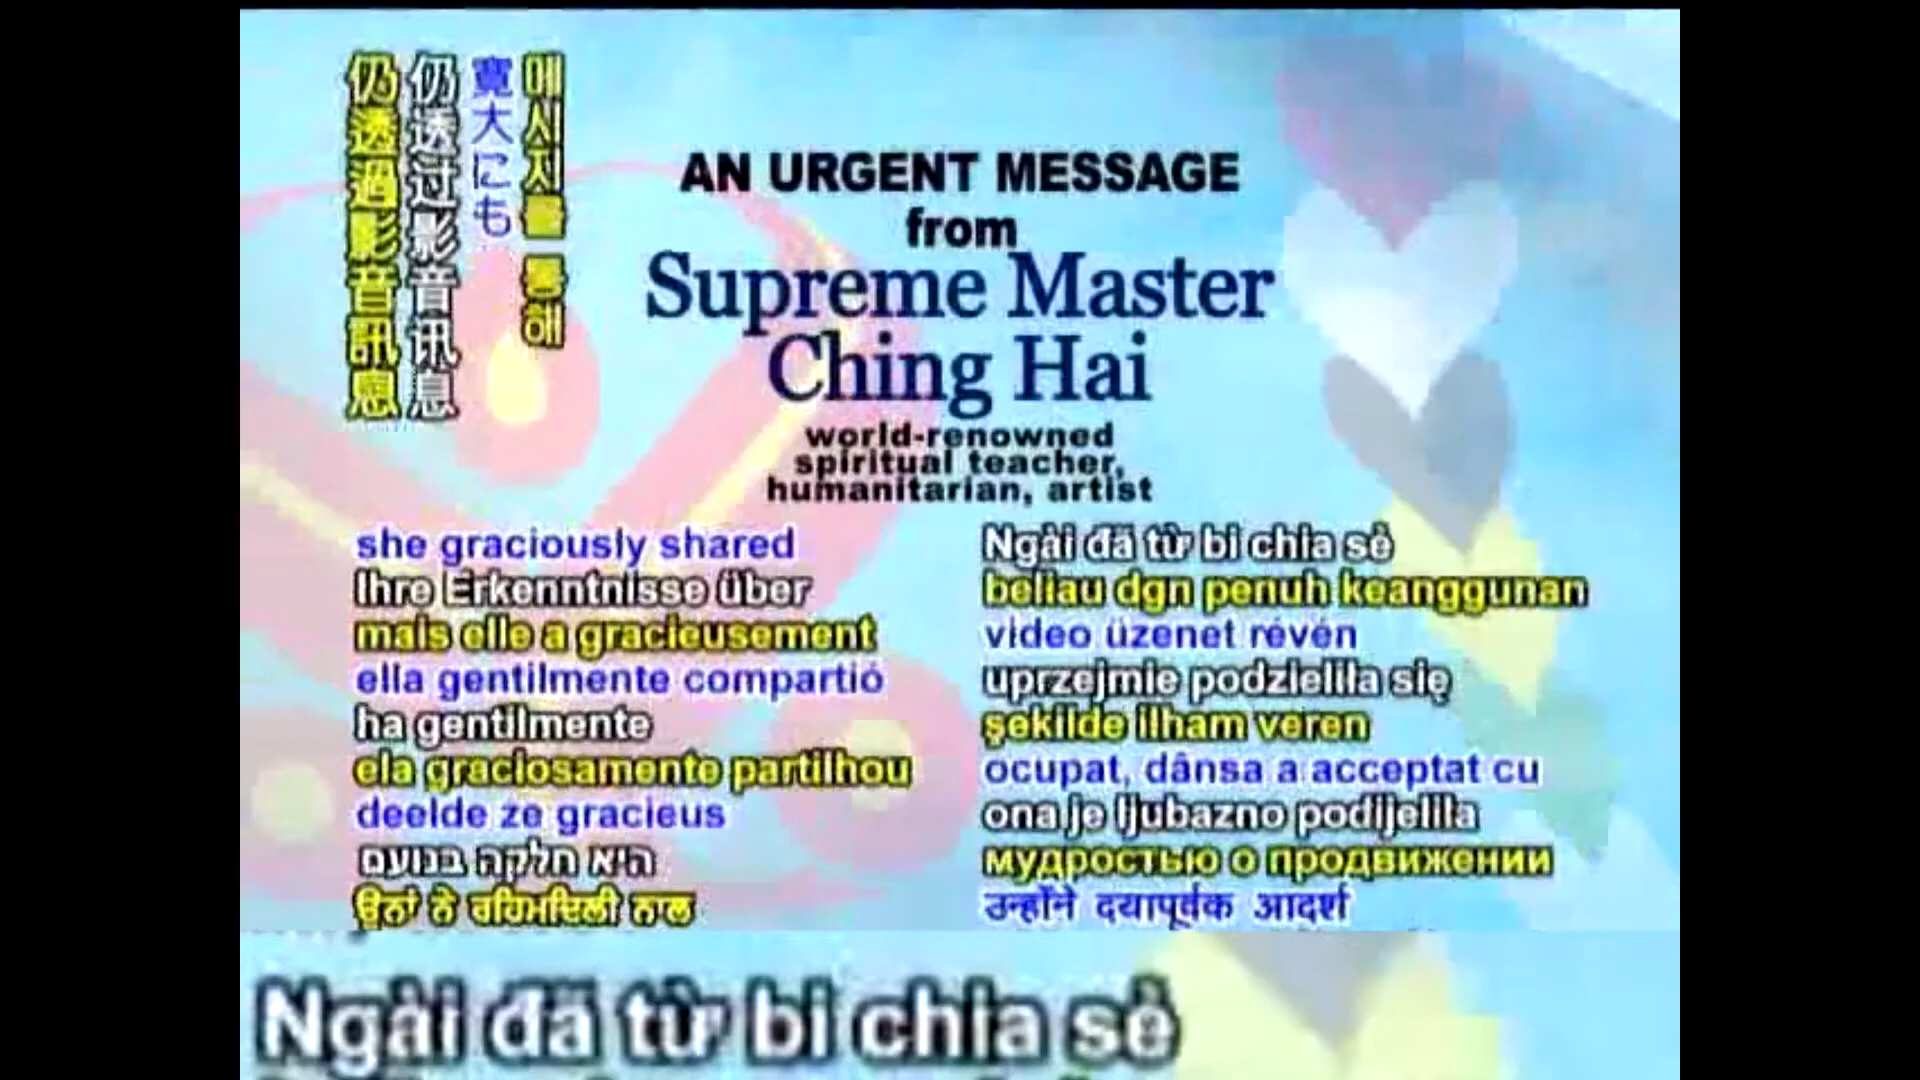 仍透過影音訊息
仍透过影音讯息
寛大にも
메시지를 통해
AN URGENT MESSAGE
from
Supreme Master
Ching Hai
world-renowned
spiritual teacher,
humanitarian, artist
she graciously shared
Ihre Erkenntnisse über
mais elle a gracieusement
ella gentilmente compartió
ha gentilmente
ela graciosamente partilhou
deelde ze gracieus
היא חלקה בנועם
ਉਨਾਂ ਨੇ ਰਹਿਮਦਿਲੀ ਨਾਲ
Ngài đã từ bi chia sẻ
beliau dgn penuh keanggunan
video üzenet révén
uprzejmie podzieliła się
şekilde ilham veren
ocupat, dânsa a acceptat cu
ona je ljubazno podijelila
мудростью о продвижении
उन्होंने दयापूर्वक आदर्श
Ngài đã từ bi chia sẻ